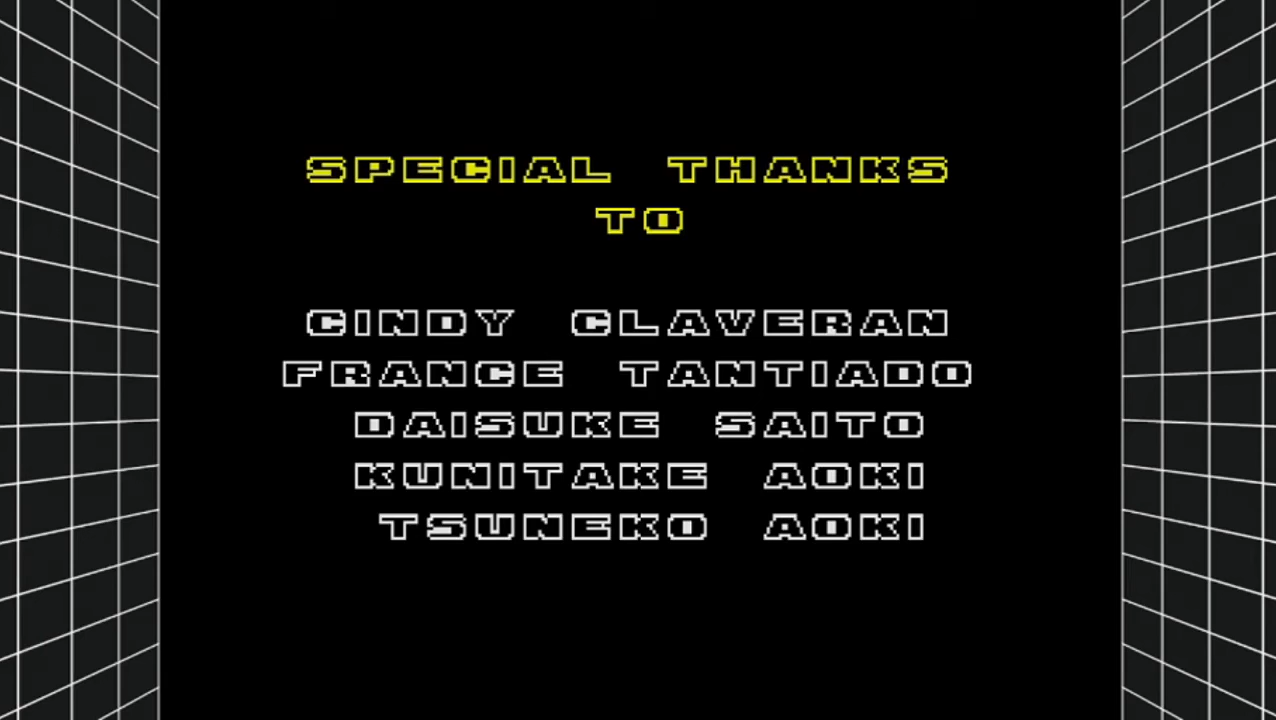 SPECIAL THANKS
TO
CINDY CLAVERAN
FRANCE TANTIADO
DAISUKE SAITO
KUNITAKE AOKI
TSUNEKO AOKI